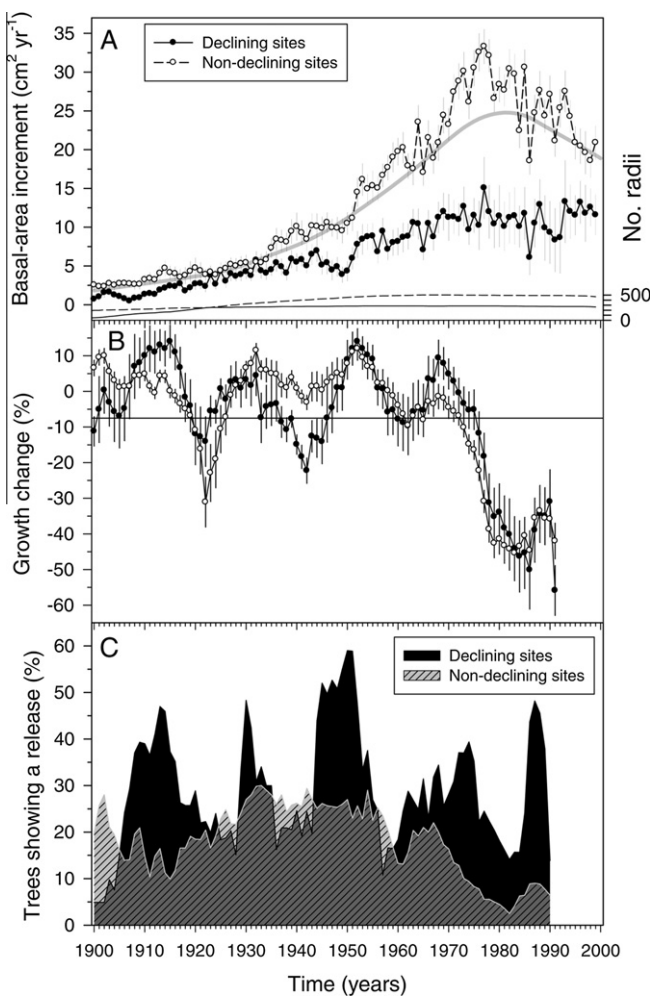 A
Declining sites
Non-declining sites
Basal-area increment (cm² yr⁻¹)
35
30
25
20
15
10
5
0
No. radii
500
0
B
Growth change (%)
10
0
-10
-20
-30
-40
-50
-60
C
Declining sites
Non-declining sites
Trees showing a release (%)
60
50
40
30
20
10
0
1900 1910 1920 1930 1940 1950 1960 1970 1980 1990 2000
Time (years)